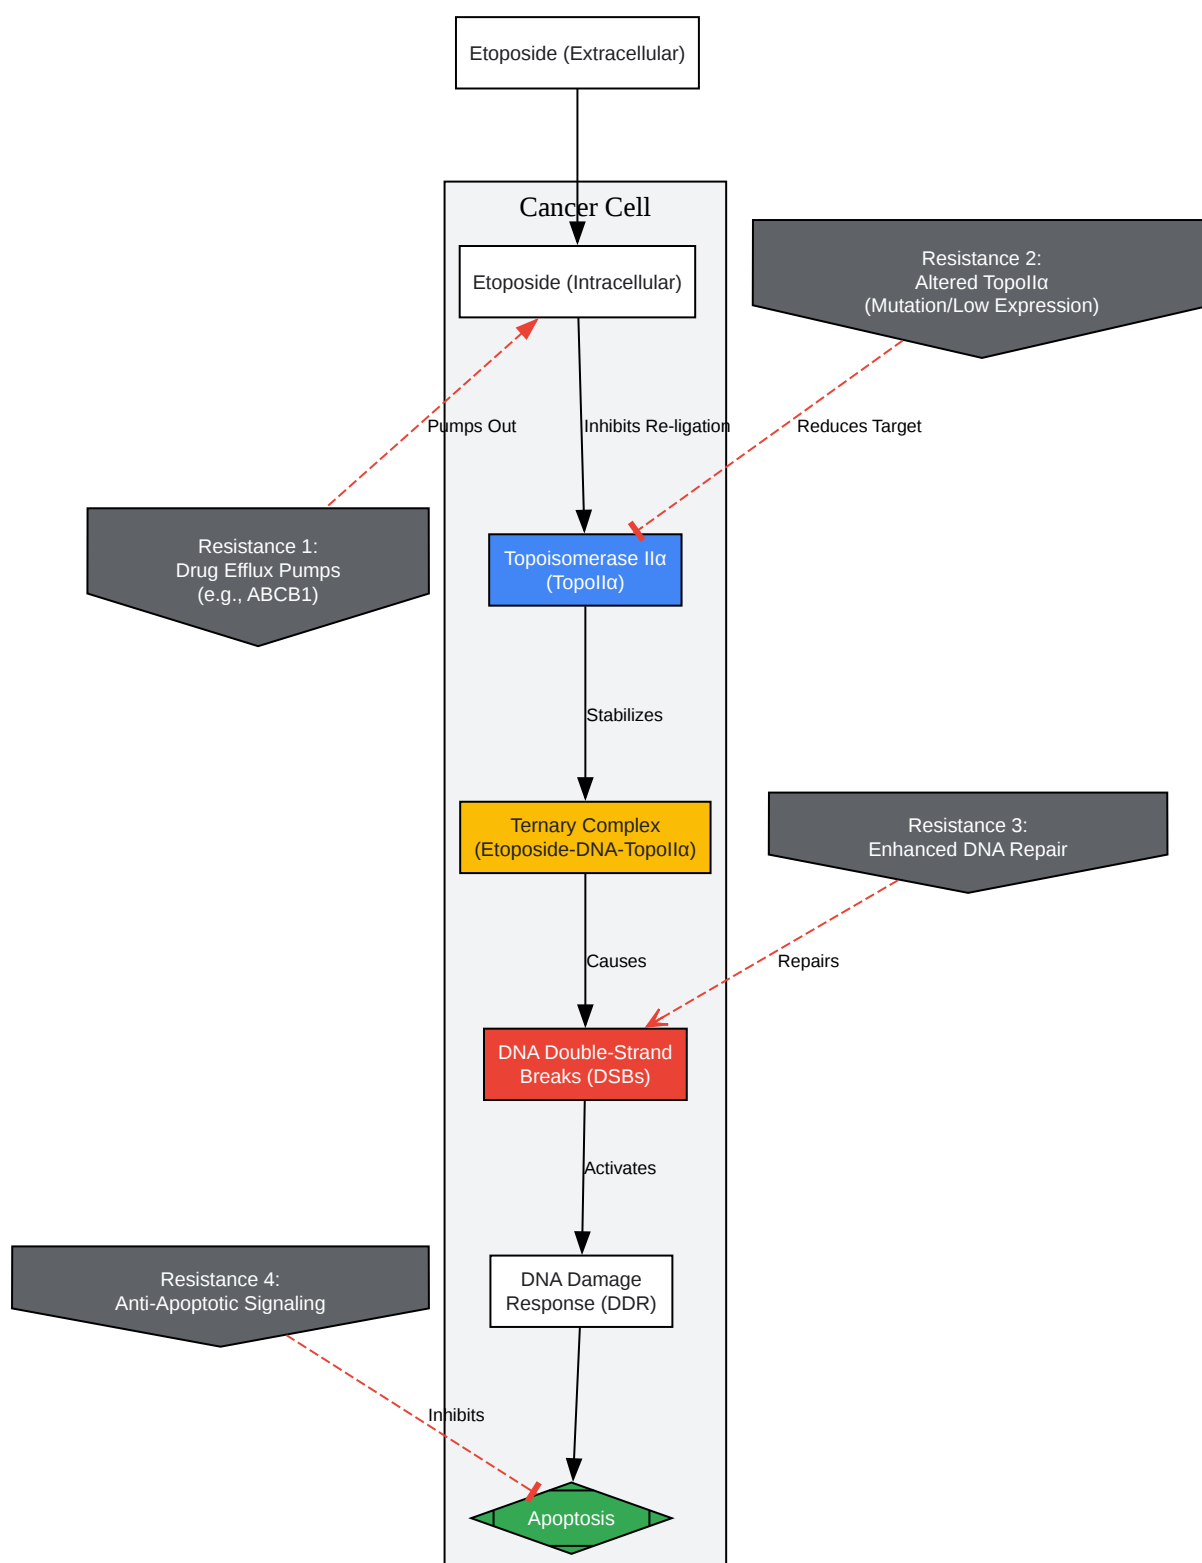 Etoposide (Extracellular)
Cancer Cell
Etoposide (Intracellular)
Resistance 2:
Altered TopoIIα
(Mutation/Low Expression)
Pumps Out
Inhibits Re-ligation
Reduces Target
Resistance 1:
Drug Efflux Pumps
(e.g., ABCB1)
Topoisomerase IIα
(TopoIIα)
Stabilizes
Ternary Complex
(Etoposide-DNA-TopoIIα)
Resistance 3:
Enhanced DNA Repair
Causes
Repairs
DNA Double-Strand
Breaks (DSBs)
Activates
DNA Damage
Response (DDR)
Resistance 4:
Anti-Apoptotic Signaling
Inhibits
Apoptosis